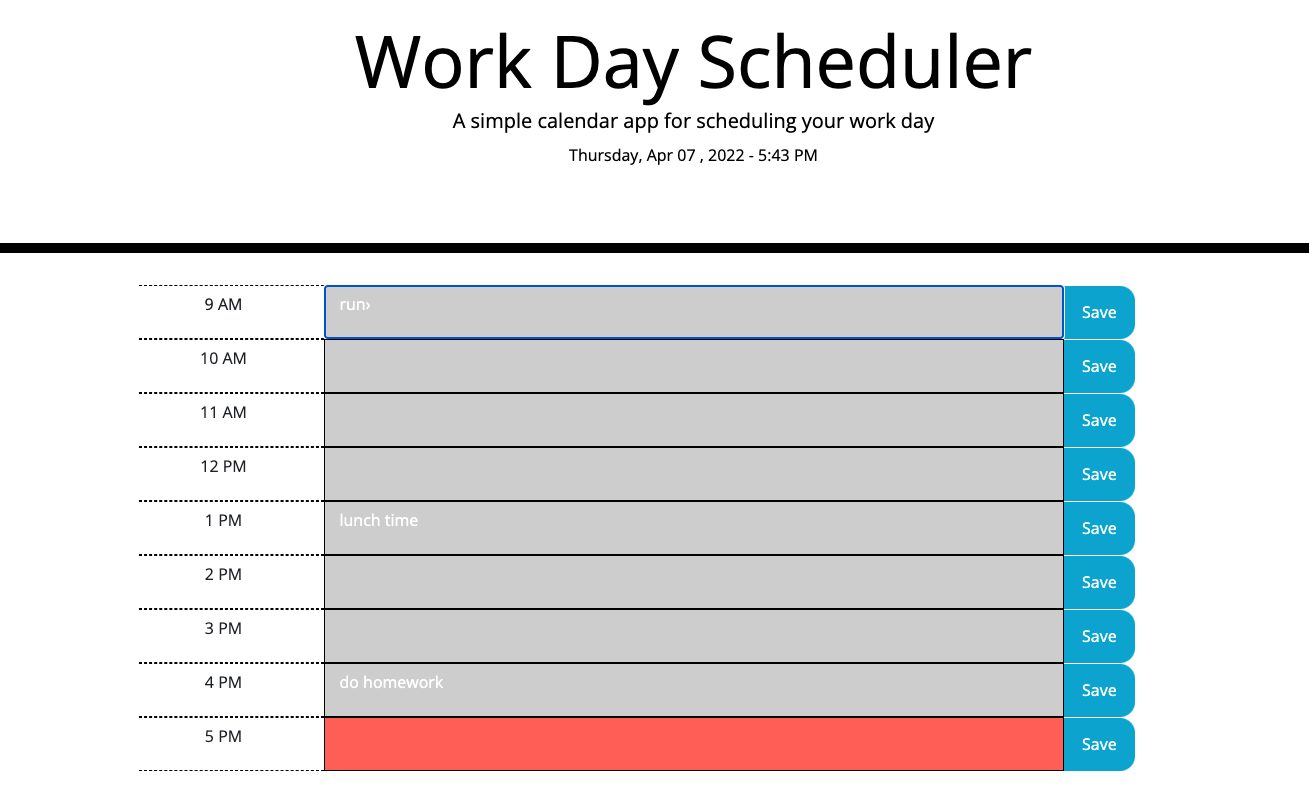 Work Day Scheduler
A simple calendar app for scheduling your work day
Thursday, Apr 07 , 2022 - 5:43 PM
9 AM run› Save
10 AM Save
11 AM Save
12 PM Save
1 PM lunch time Save
2 PM Save
3 PM Save
4 PM do homework Save
5 PM Save